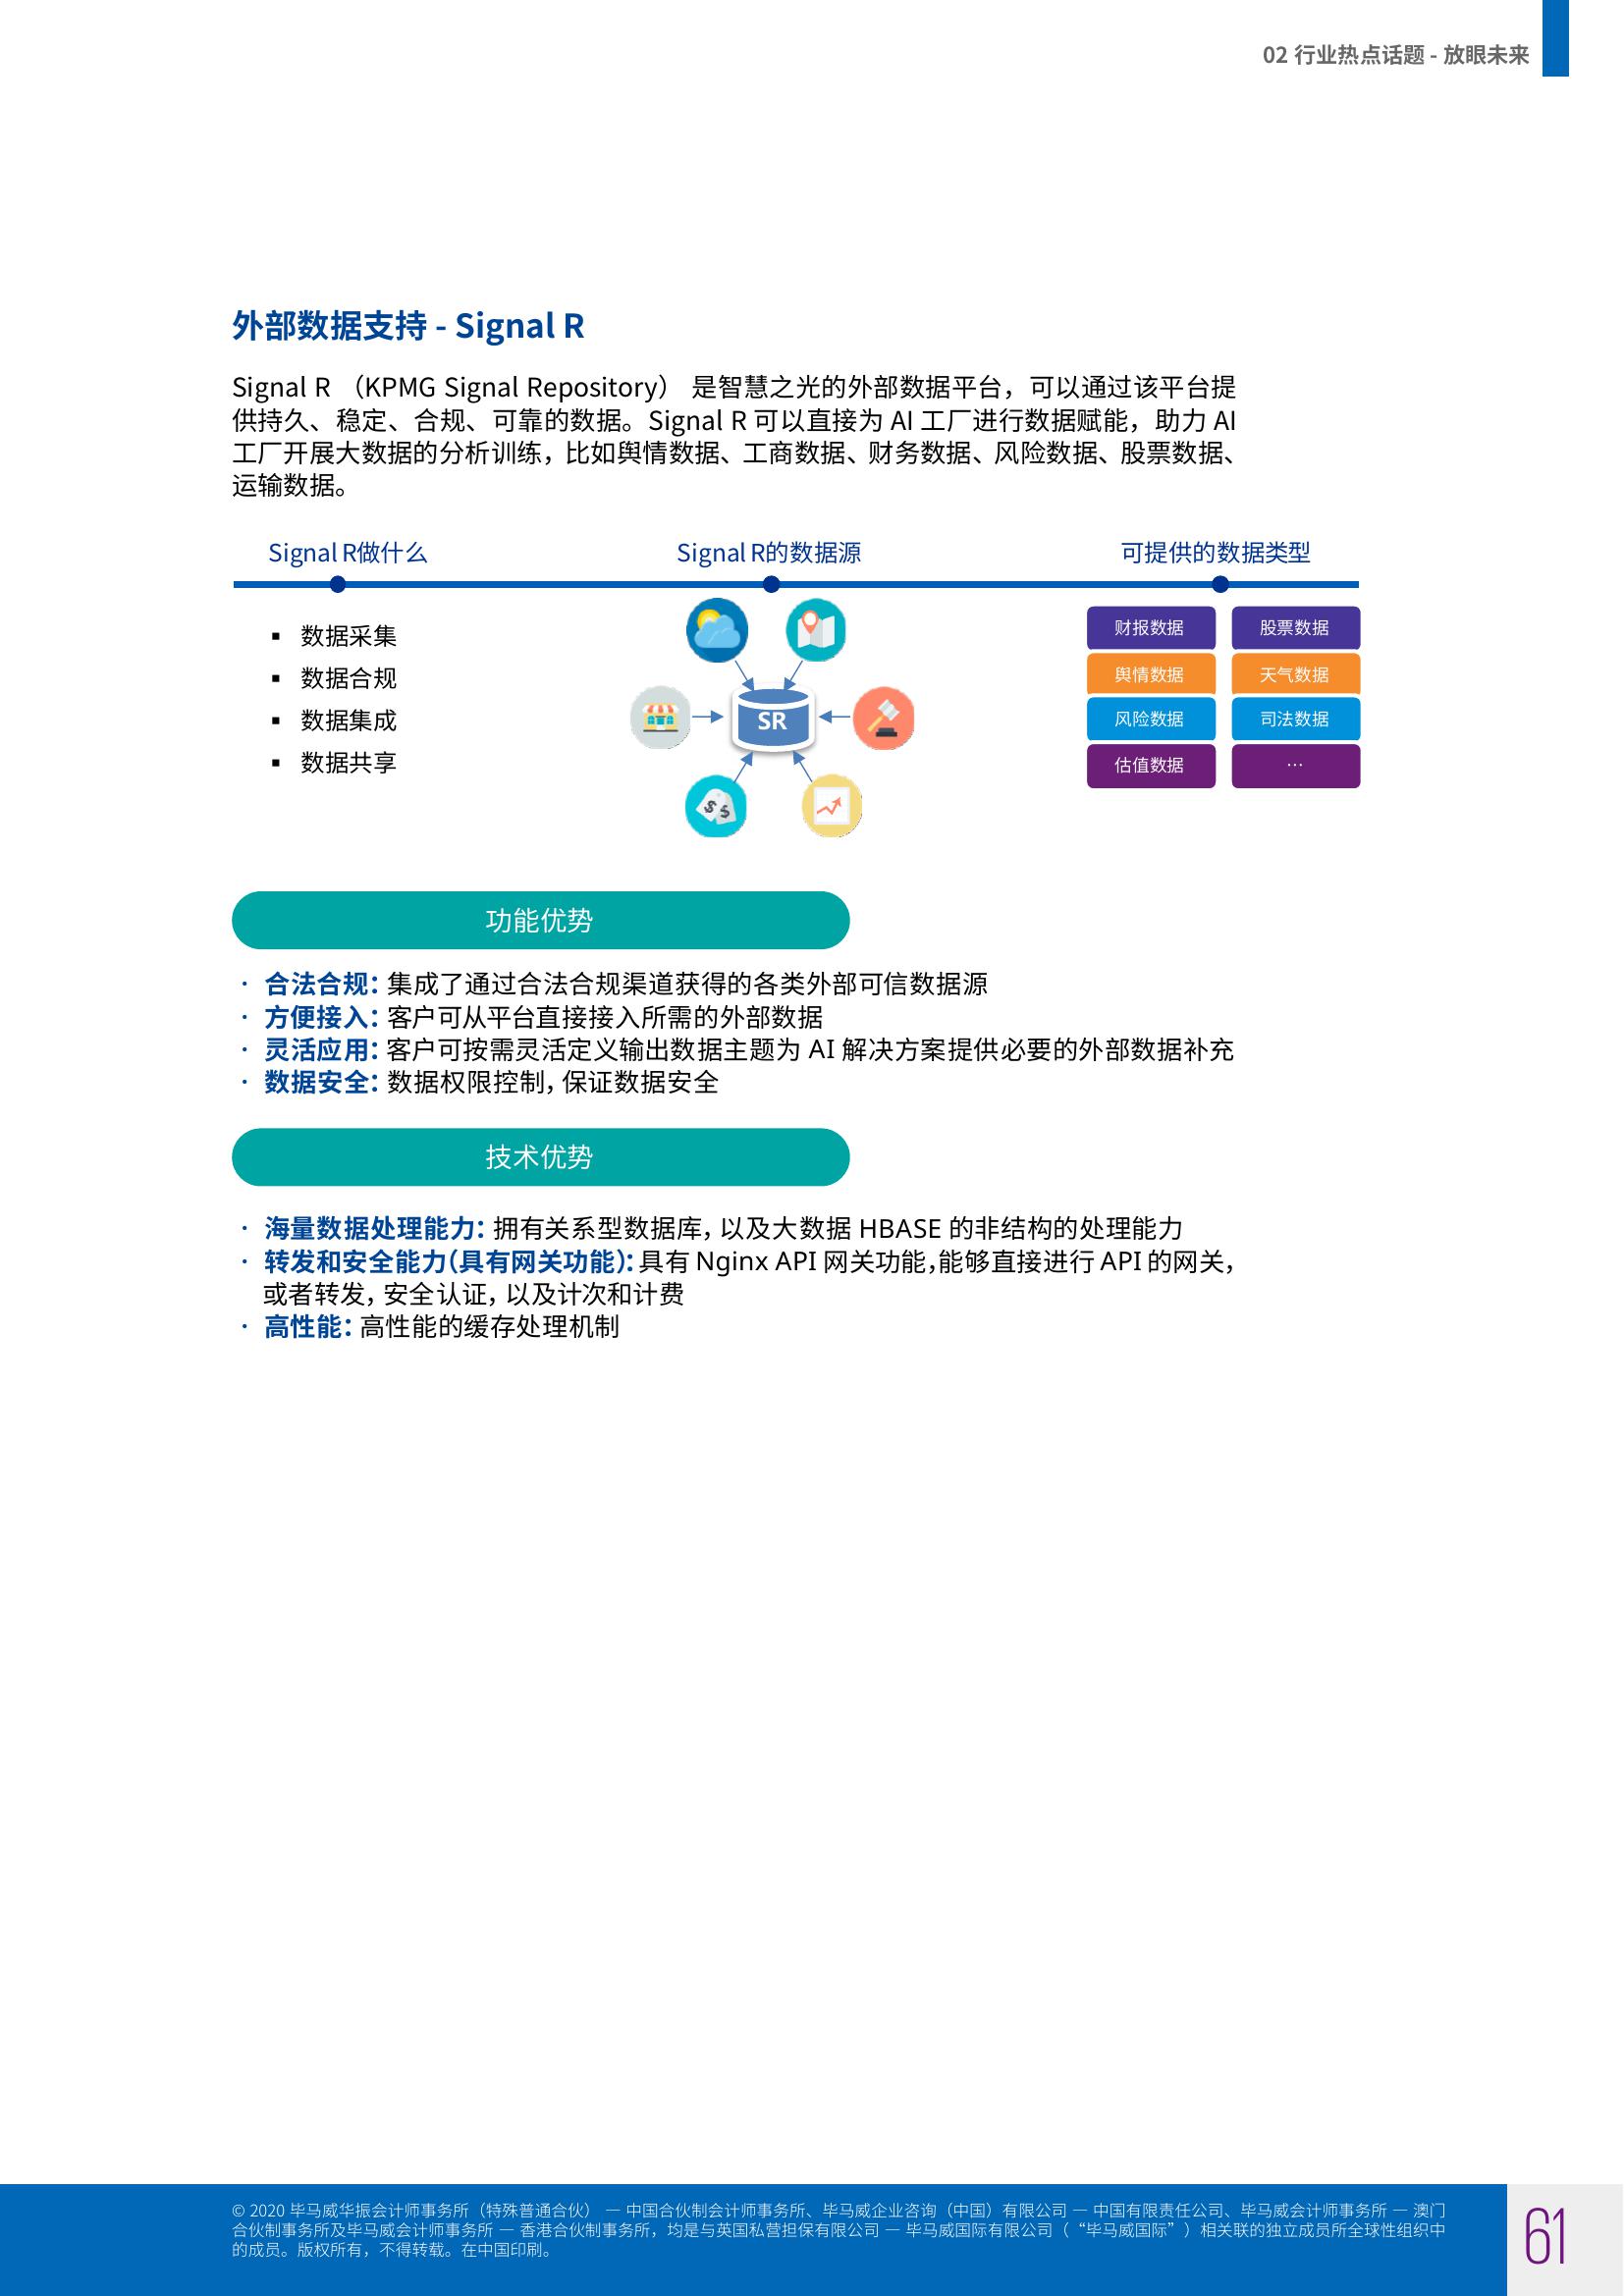 02 行业热点话题 - 放眼未来
外部数据支持 - Signal R
Signal R （KPMG Signal Repository） 是智慧之光的外部数据平台，可以通过该平台提
供持久、稳定、合规、可靠的数据。Signal R 可以直接为 AI 工厂进行数据赋能，助力 AI
工厂开展大数据的分析训练，比如舆情数据、工商数据、财务数据、风险数据、股票数据、
运输数据。
Signal R做什么
Signal R的数据源
可提供的数据类型
▪ 数据采集
▪ 数据合规
▪ 数据集成
▪ 数据共享
SR
$ $
财报数据 股票数据
舆情数据 天气数据
风险数据 司法数据
估值数据 …
功能优势
· 合法合规：集成了通过合法合规渠道获得的各类外部可信数据源
· 方便接入：客户可从平台直接接入所需的外部数据
· 灵活应用：客户可按需灵活定义输出数据主题为 AI 解决方案提供必要的外部数据补充
· 数据安全：数据权限控制，保证数据安全
技术优势
· 海量数据处理能力：拥有关系型数据库，以及大数据 HBASE 的非结构的处理能力
· 转发和安全能力（具有网关功能）：具有 Nginx API 网关功能，能够直接进行 API 的网关，
或者转发，安全认证，以及计次和计费
· 高性能：高性能的缓存处理机制
© 2020 毕马威华振会计师事务所（特殊普通合伙） — 中国合伙制会计师事务所、毕马威企业咨询（中国）有限公司 — 中国有限责任公司、毕马威会计师事务所 — 澳门
合伙制事务所及毕马威会计师事务所 — 香港合伙制事务所，均是与英国私营担保有限公司 — 毕马威国际有限公司（“毕马威国际”）相关联的独立成员所全球性组织中
的成员。版权所有，不得转载。在中国印刷。
61